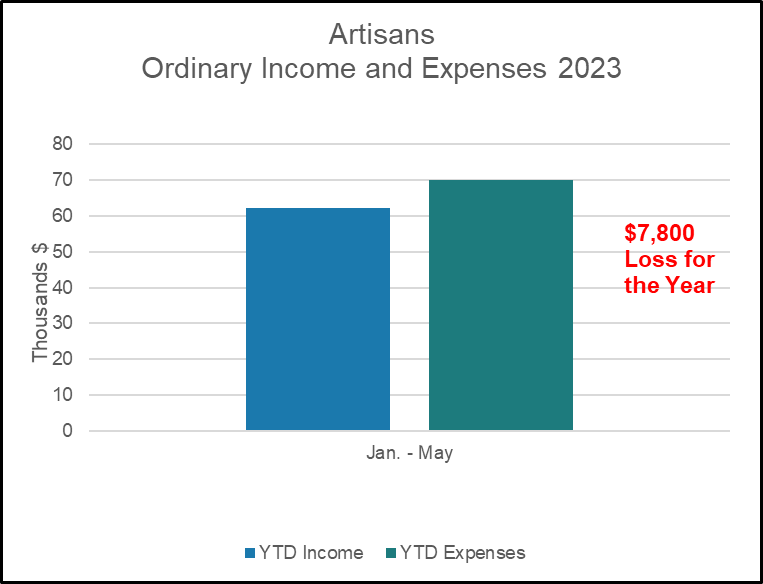 Artisans
Ordinary Income and Expenses 2023
80
70
60
50
40
30
20
10
0
Thousands $
$7,800
Loss for
the Year
Jan. - May
YTD Income
YTD Expenses